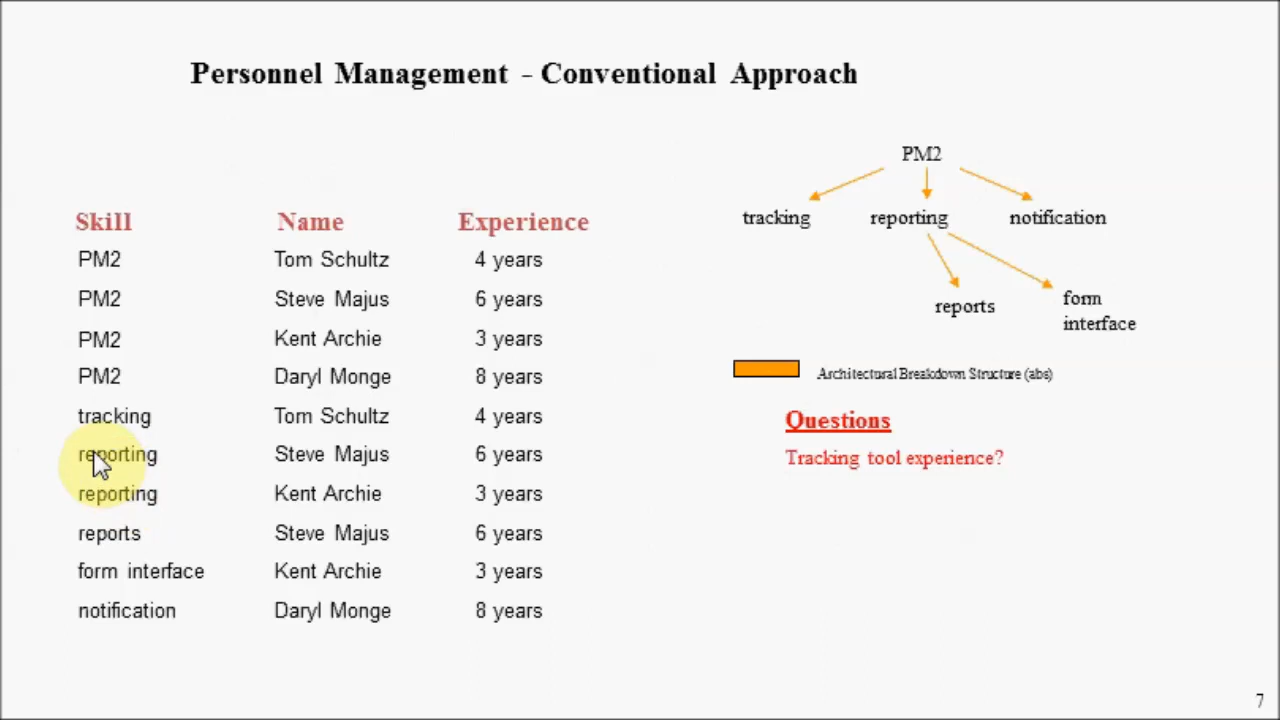 Personnel Management - Conventional Approach
Skill Name Experience
PM2 Tom Schultz 4 years
PM2 Steve Majus 6 years
PM2 Kent Archie 3 years
PM2 Daryl Monge 8 years
tracking Tom Schultz 4 years
reporting Steve Majus 6 years
reporting Kent Archie 3 years
reports Steve Majus 6 years
form interface Kent Archie 3 years
notification Daryl Monge 8 years
PM2
tracking reporting notification
reports
form
interface
Architectural Breakdown Structure (abs)
Questions
Tracking tool experience?
7